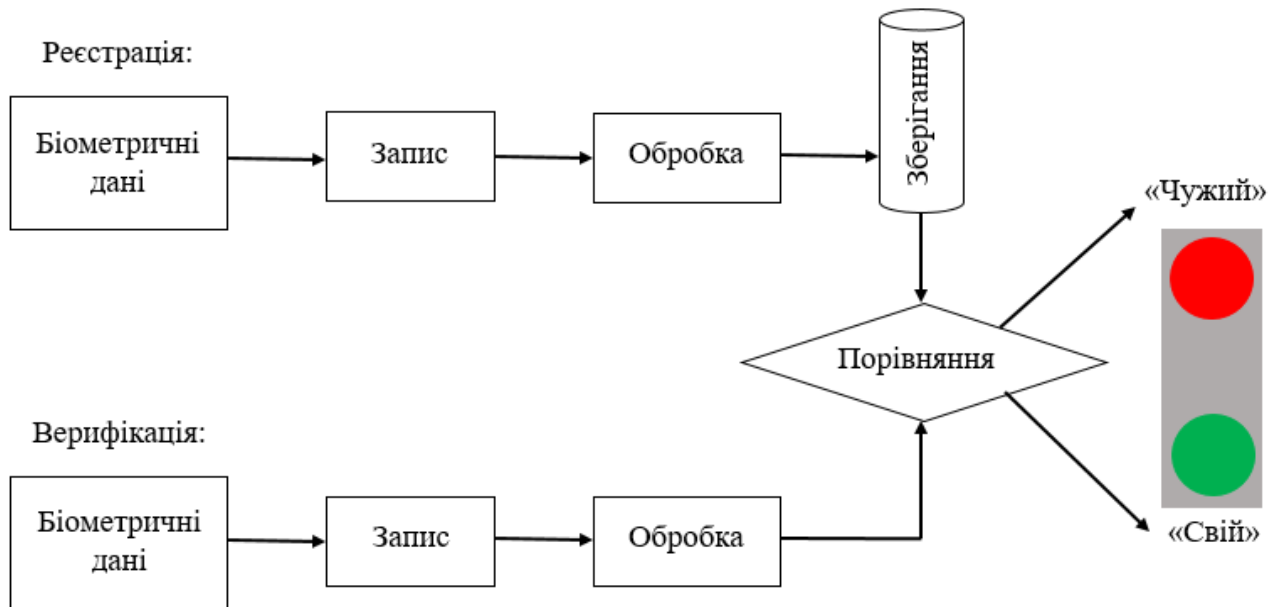 Реєстрація:
Біометричні
дані
Запис
Обробка
Зберігання
«Чужий»
Порівняння
Верифікація:
Біометричні
дані
Запис
Обробка
«Свій»